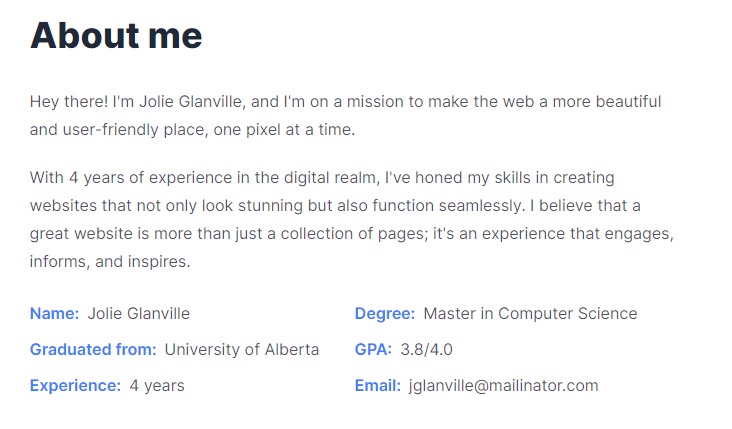 About me
Hey there! I'm Jolie Glanville, and I'm on a mission to make the web a more beautiful
and user-friendly place, one pixel at a time.
With 4 years of experience in the digital realm, I've honed my skills in creating
websites that not only look stunning but also function seamlessly. I believe that a
great website is more than just a collection of pages; it's an experience that engages,
informs, and inspires.
Name: Jolie Glanville Degree: Master in Computer Science
Graduated from: University of Alberta GPA: 3.8/4.0
Experience: 4 years Email: jglanville@mailinator.com